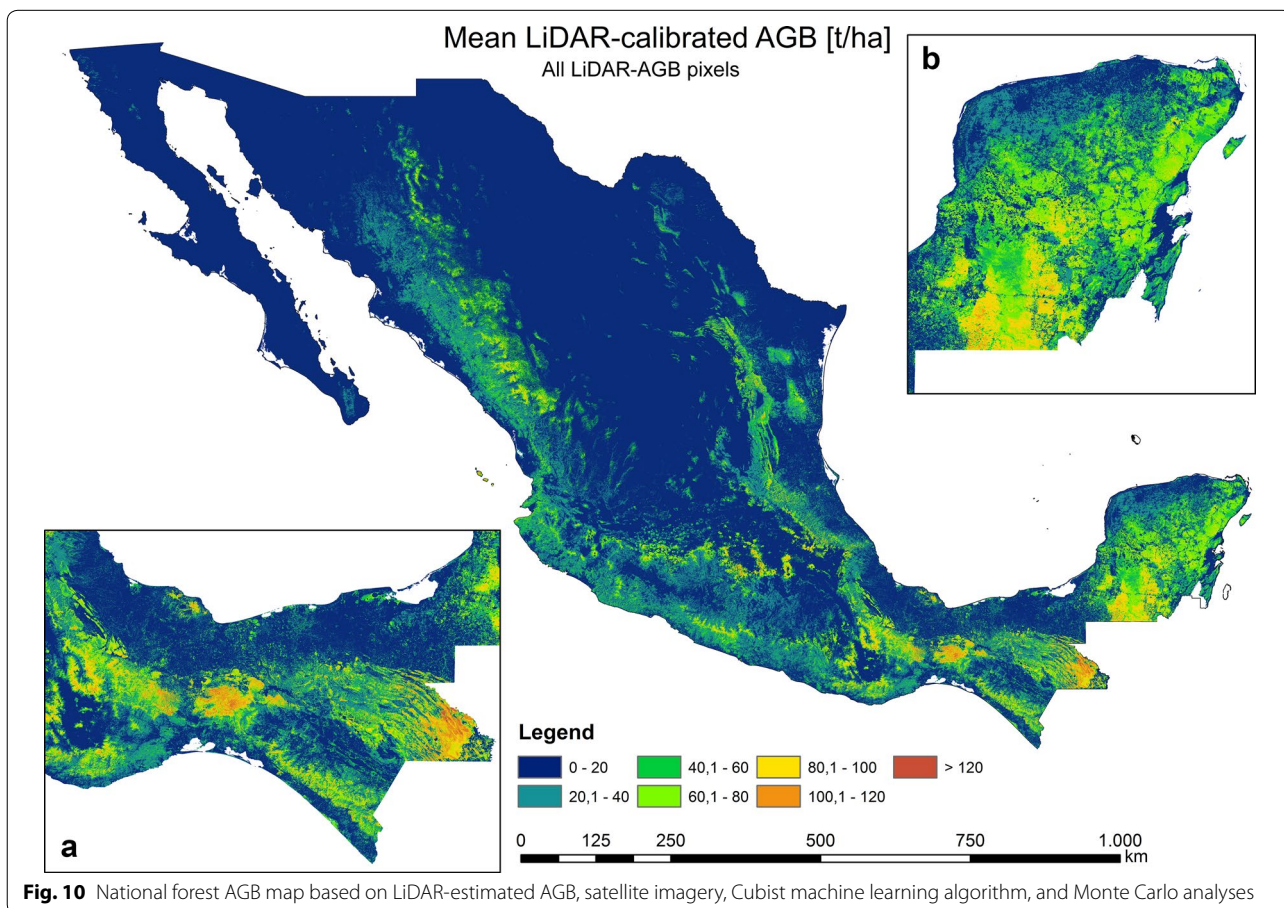 Mean LiDAR-calibrated AGB [t/ha]
All LiDAR-AGB pixels
b
a
Legend
0 - 20
40,1 - 60
80,1 - 100
> 120
20,1 - 40
60,1 - 80
100,1 - 120
0 125 250 500 750 1.000
km
Fig. 10 National forest AGB map based on LiDAR-estimated AGB, satellite imagery, Cubist machine learning algorithm, and Monte Carlo analyses